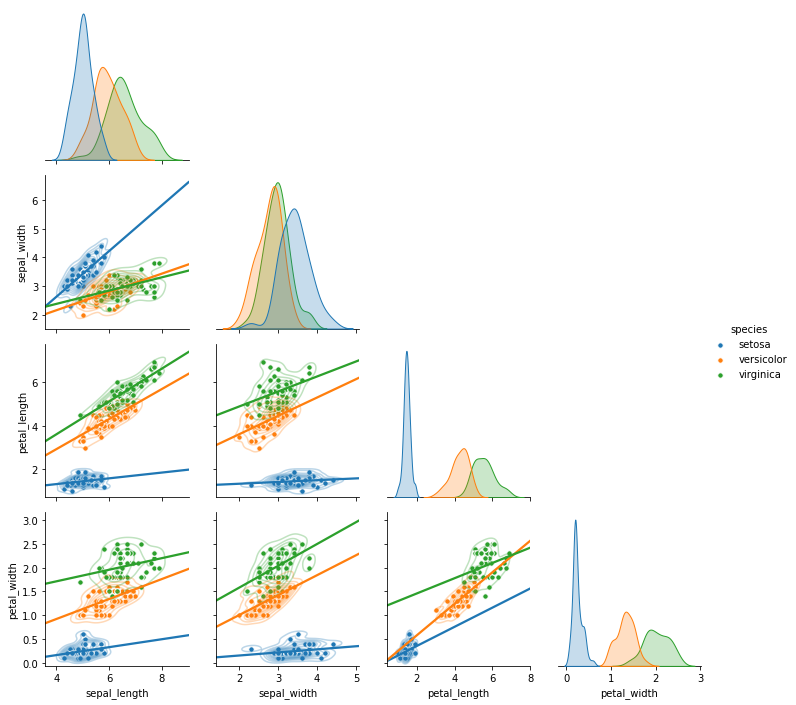 sepal_width
6
5
4
3
2
species
setosa
versicolor
virginica
petal_length
6
4
2
petal_width
3.0
2.5
2.0
1.5
1.0
0.5
0.0
4 6 8
2 3 4 5
2 4 6 8
0 1 2 3
sepal_length sepal_width petal_length petal_width